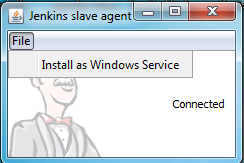 Jenkins slave agent
File
Install as Windows Service
Connected